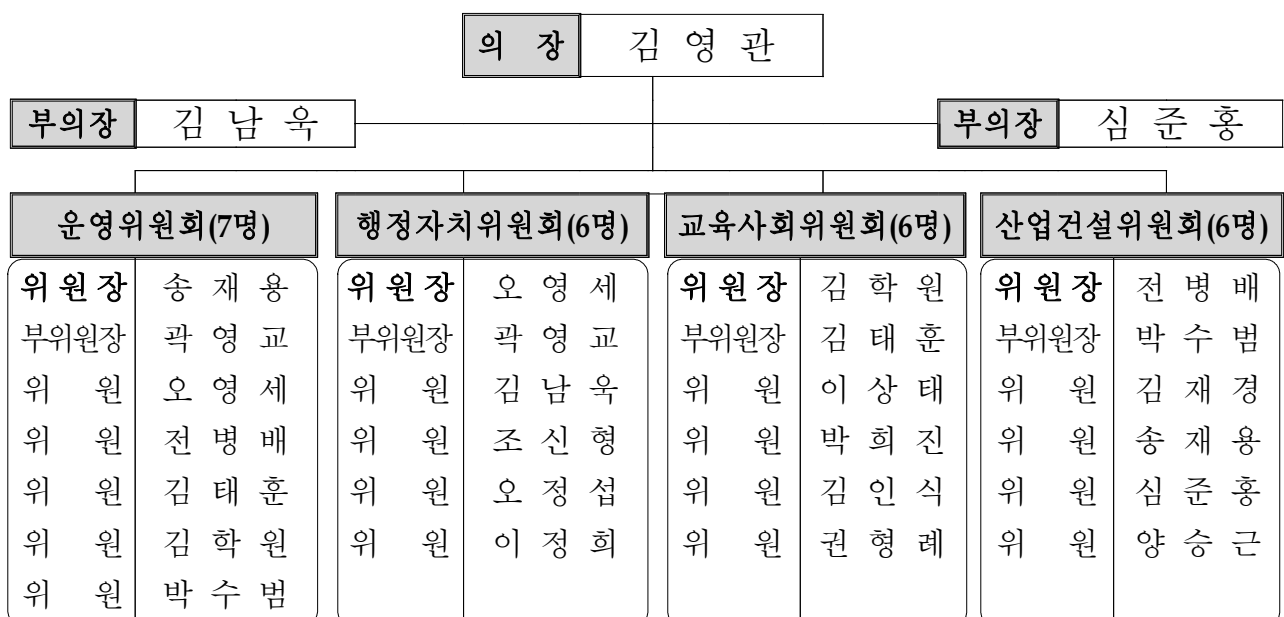 의 장 김 영 관
부의장 김 남 욱 부의장 심 준 홍
운영위원회(7명) 행정자치위원회(6명) 교육사회위원회(6명) 산업건설위원회(6명)
위 원 장 송 재 용 위 원 장 오 영 세 위 원 장 김 학 원 위 원 장 전 병 배
부위원장 곽 영 교 부위원장 곽 영 교 부위원장 김 태 훈 부위원장 박 수 범
위 원 오 영 세 위 원 김 남 욱 위 원 이 상 태 위 원 김 재 경
위 원 전 병 배 위 원 조 신 형 위 원 박 희 진 위 원 송 재 용
위 원 김 태 훈 위 원 오 정 섭 위 원 김 인 식 위 원 심 준 홍
위 원 김 학 원 위 원 이 정 희 위 원 권 형 례 위 원 양 승 근
위 원 박 수 범